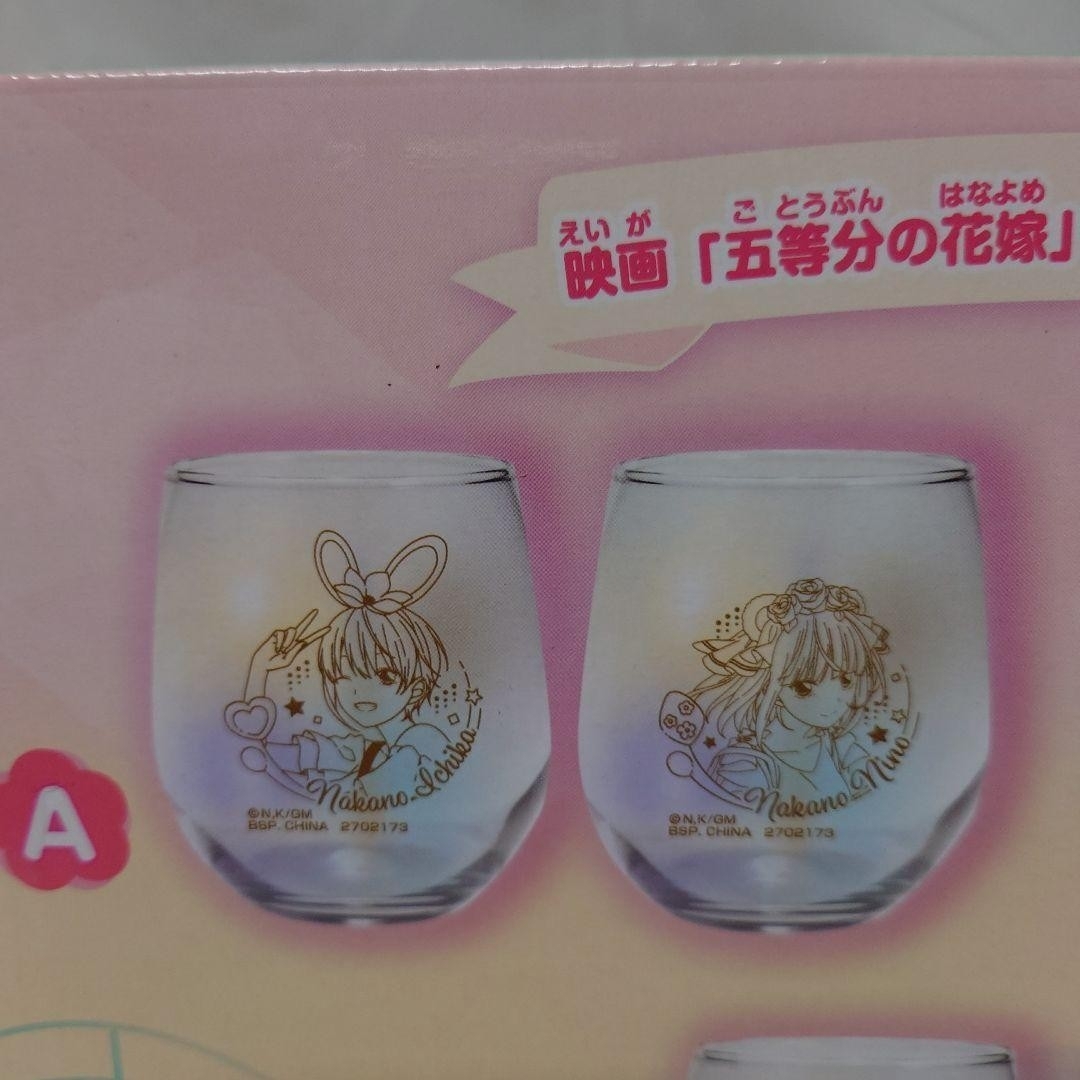 えいが ごとうぶん はなよめ
映画「五等分の花嫁」
A
Nakano Ichika
©N,K/GM
BSP. CHINA 2702173
Nakano Nino
©N,K/GM
BSP. CHINA 2702173